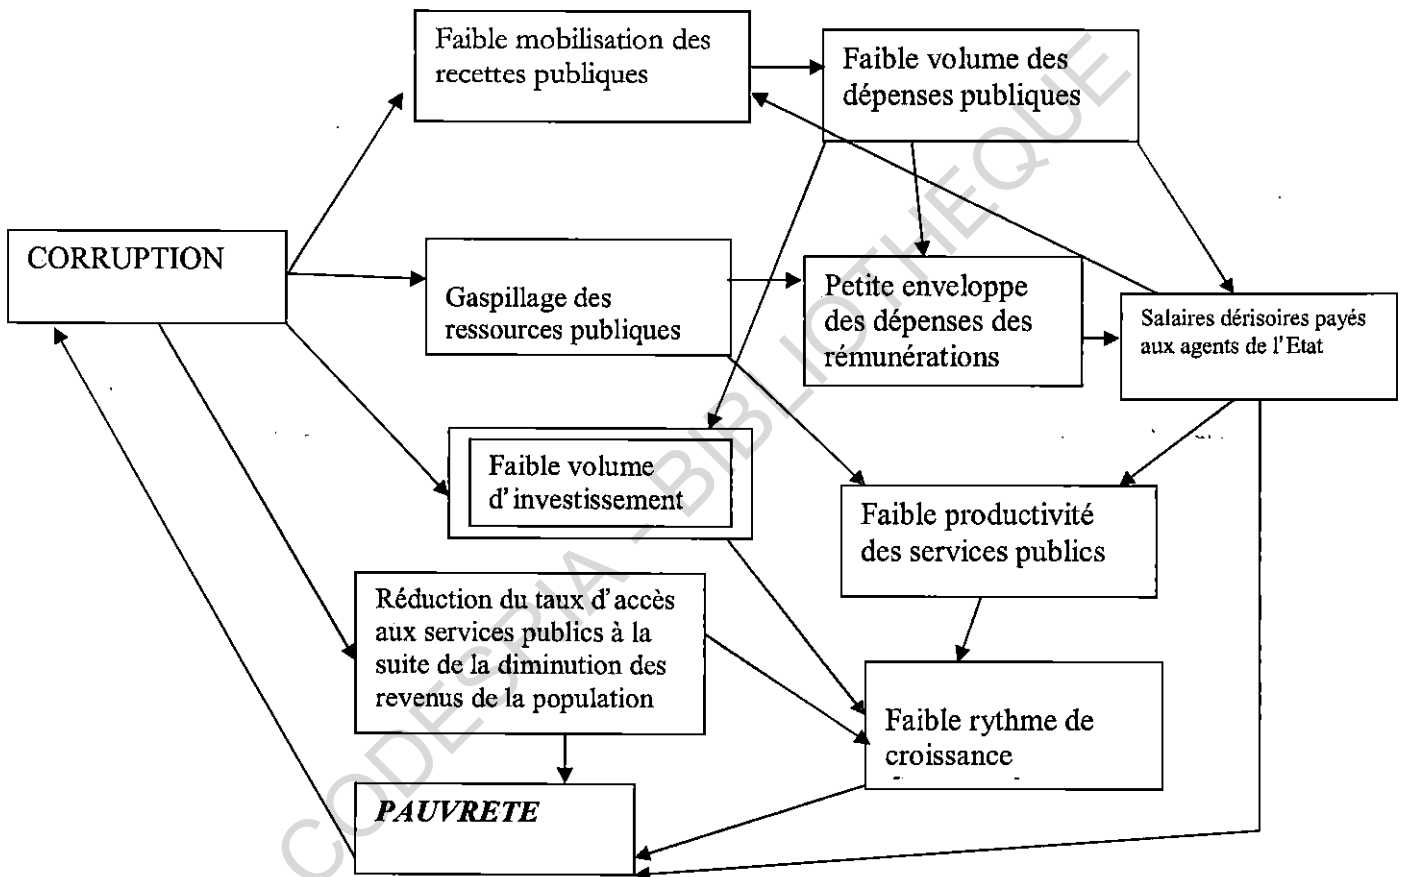 Faible mobilisation des
recettes publiques
Faible volume des
dépenses publiques
CORRUPTION
Gaspillage des
ressources publiques
Petite enveloppe
des dépenses des
rémunérations
Salaires dérisoires payés
aux agents de l'Etat
Faible volume
d'investissement
Faible productivité
des services publics
Réduction du taux d'accès
aux services publics à la
suite de la diminution des
revenus de la population
Faible rythme de
croissance
PAUVRETE
CODESRIA - BIBLIOTHEQUE